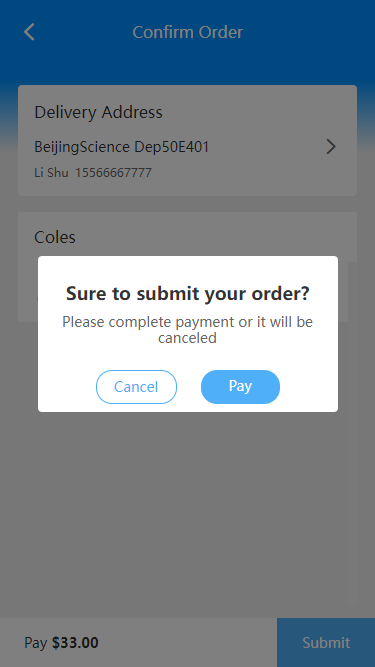 Confirm Order
Delivery Address
BeijingScience Dep50E401
Li Shu 15566667777
Coles
Sure to submit your order?
Please complete payment or it will be
canceled
Cancel
Pay
Pay $33.00
Submit